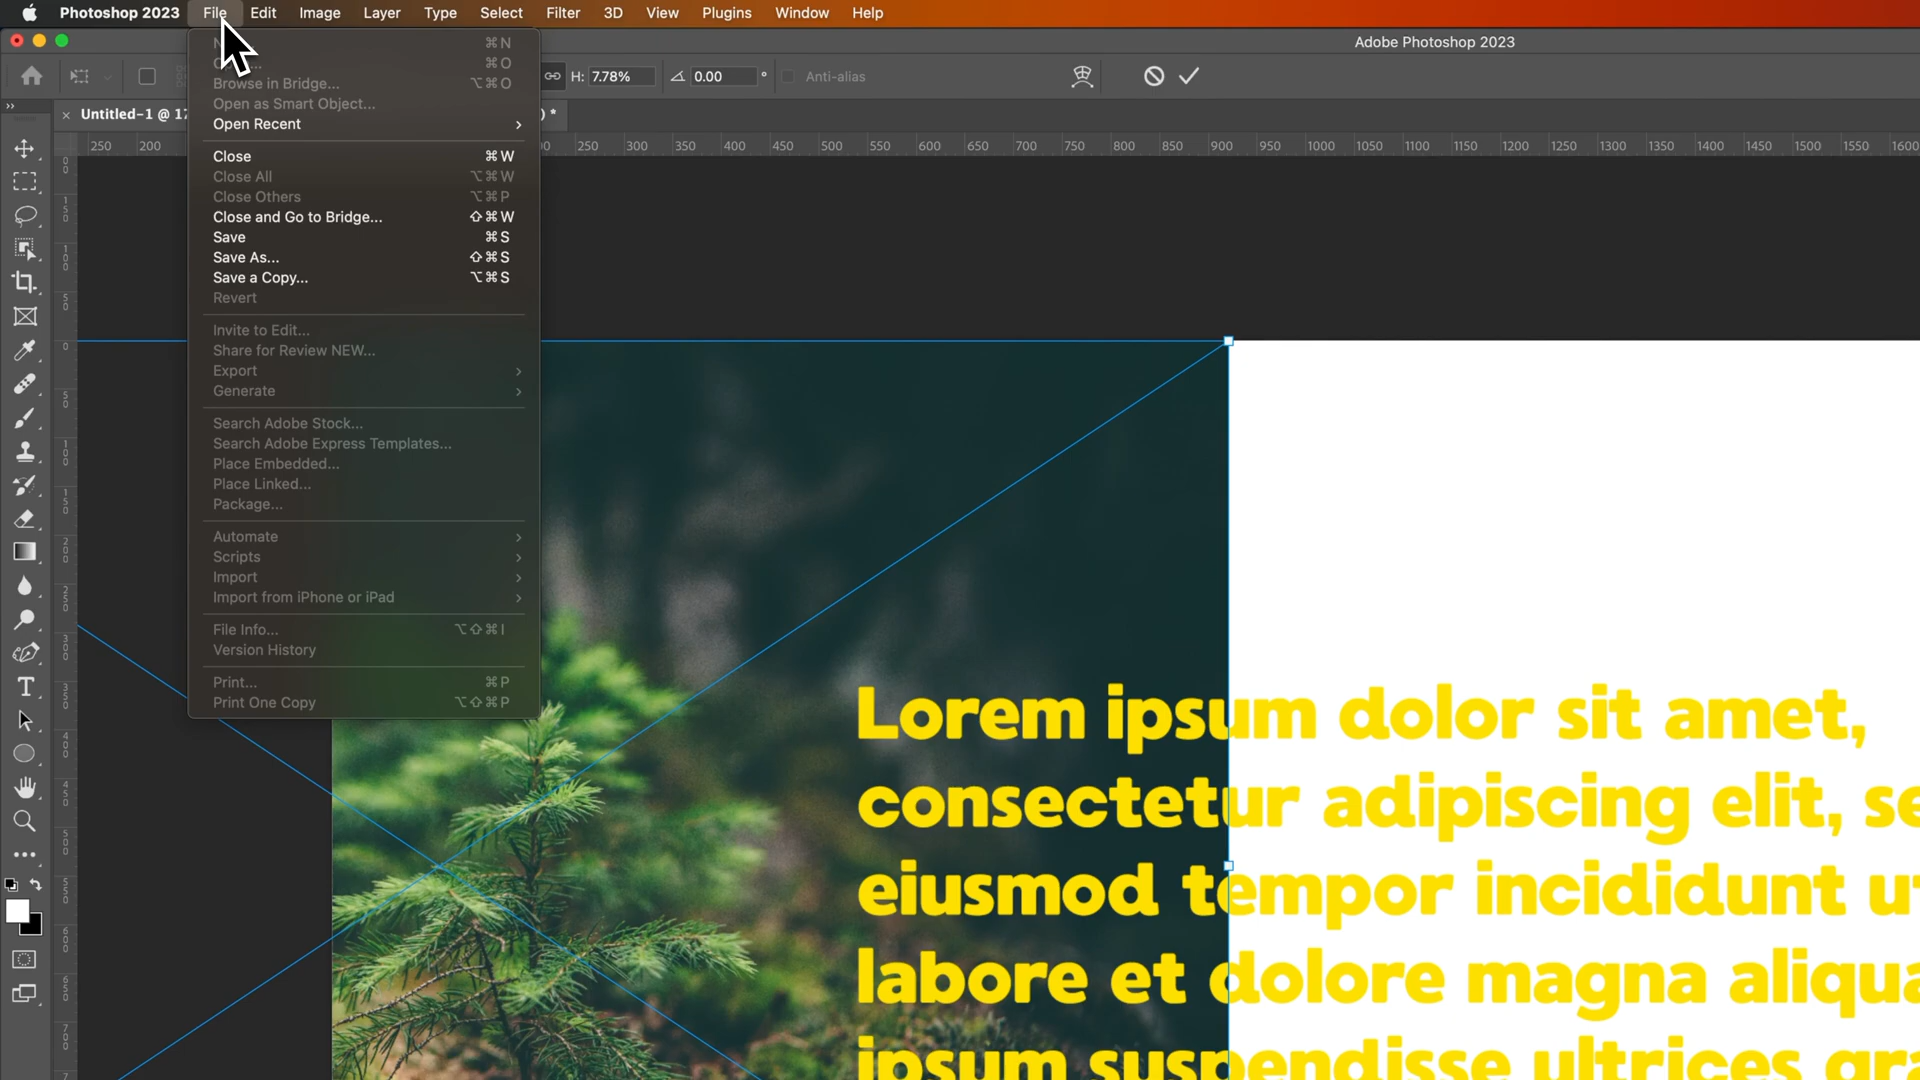 Photoshop 2023 File Edit Image Layer Type Select Filter 3D View Plugins Window Help
Adobe Photoshop 2023
H: 7.78% 0.00 ° Anti-alias
Untitled-1 @ 17 ) *
250 200 250 300 350 400 450 500 550 600 650 700 750 800 850 900 950 1000 1050 1100 1150 1200 1250 1300 1350 1400 1450 1500 1550 1600
⌘N
⌘O
Browse in Bridge... ⌥⌘O
Open as Smart Object...
Open Recent >
Close ⌘W
Close All ⌥⌘W
Close Others ⌥⌘P
Close and Go to Bridge... ⇧⌘W
Save ⌘S
Save As... ⇧⌘S
Save a Copy... ⌥⌘S
Revert
Invite to Edit...
Share for Review NEW...
Export >
Generate >
Search Adobe Stock...
Search Adobe Express Templates...
Place Embedded...
Place Linked...
Package...
Automate >
Scripts >
Import >
Import from iPhone or iPad >
File Info... ⌥⇧⌘I
Version History
Print... ⌘P
Print One Copy ⌥⇧⌘P
Lorem ipsum dolor sit amet,
consectetur adipiscing elit, se
eiusmod tempor incididunt ut
labore et dolore magna aliqua
ipsum suspendisse ultrices gra